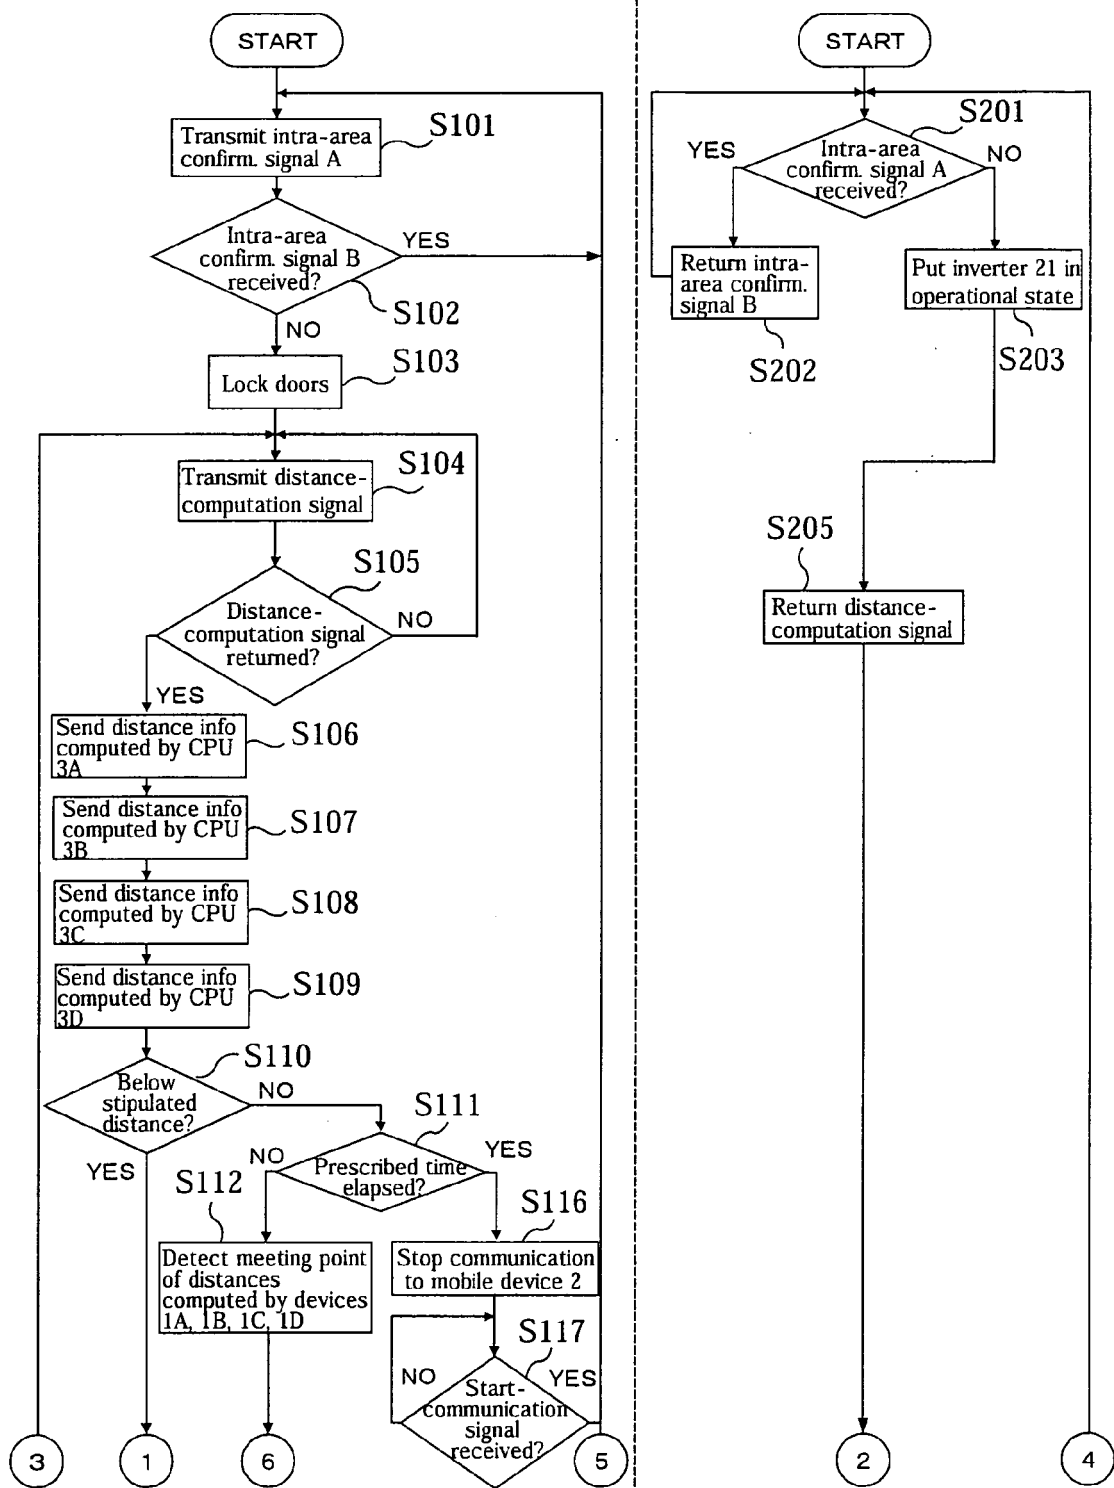 START
Transmit intra-area
confirm. signal A
S101
Intra-area
confirm. signal B
received?
YES
S102
NO
Lock doors
S103
Transmit distance-
computation signal
S104
Distance-
computation signal
returned?
S105
NO
YES
Send distance info
computed by CPU
3A
S106
Send distance info
computed by CPU
3B
S107
Send distance info
computed by CPU
3C
S108
Send distance info
computed by CPU
3D
S109
Below
stipulated
distance?
S110
NO
YES
Prescribed time
elapsed?
S111
NO
YES
S112
Detect meeting point
of distances
computed by devices
1A, 1B, 1C, 1D
S116
Stop communication
to mobile device 2
S117
NO
YES
Start-
communication
signal
received?
3
1
6
5
START
S201
Intra-area
confirm. signal A
received?
YES
NO
Return intra-
area confirm.
signal B
S202
Put inverter 21 in
operational state
S203
S205
Return distance-
computation signal
2
4